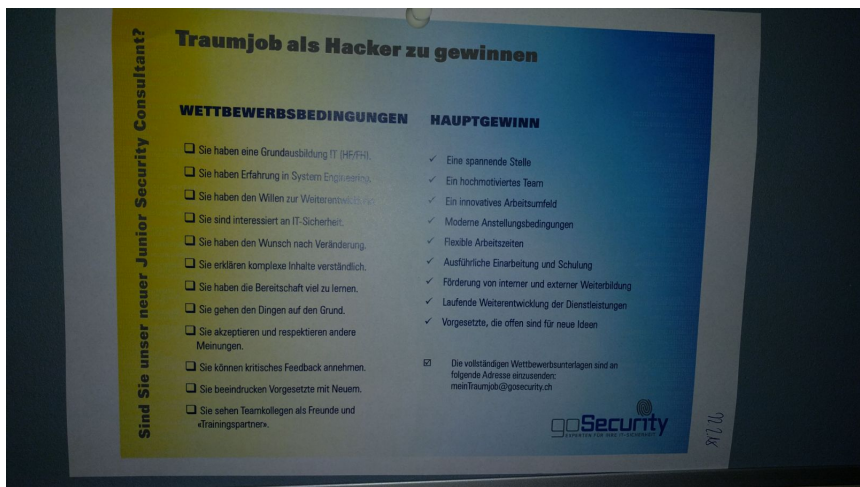 Sind Sie unser neuer Junior Security Consultant?
Traumjob als Hacker zu gewinnen
WETTBEWERBSBEDINGUNGEN
❑ Sie haben eine Grundausbildung IT (HF/FH).
❑ Sie haben Erfahrung in System Engineering.
❑ Sie haben den Willen zur Weiterentwicklung.
❑ Sie sind interessiert an IT-Sicherheit.
❑ Sie haben den Wunsch nach Veränderung.
❑ Sie erklären komplexe Inhalte verständlich.
❑ Sie haben die Bereitschaft viel zu lernen.
❑ Sie gehen den Dingen auf den Grund.
❑ Sie akzeptieren und respektieren andere
Meinungen.
❑ Sie können kritisches Feedback annehmen.
❑ Sie beeindrucken Vorgesetzte mit Neuem.
❑ Sie sehen Teamkollegen als Freunde und
«Trainingspartner».
HAUPTGEWINN
✓ Eine spannende Stelle
✓ Ein hochmotiviertes Team
✓ Ein innovatives Arbeitsumfeld
✓ Moderne Anstellungsbedingungen
✓ Flexible Arbeitszeiten
✓ Ausführliche Einarbeitung und Schulung
✓ Förderung von interner und externer Weiterbildung
✓ Laufende Weiterentwicklung der Dienstleistungen
✓ Vorgesetzte, die offen sind für neue Ideen
☑ Die vollständigen Wettbewerbsunterlagen sind an
folgende Adresse einzusenden:
meinTraumjob@gosecurity.ch
goSecurity
EXPERTEN FÜR IHRE IT-SICHERHEIT